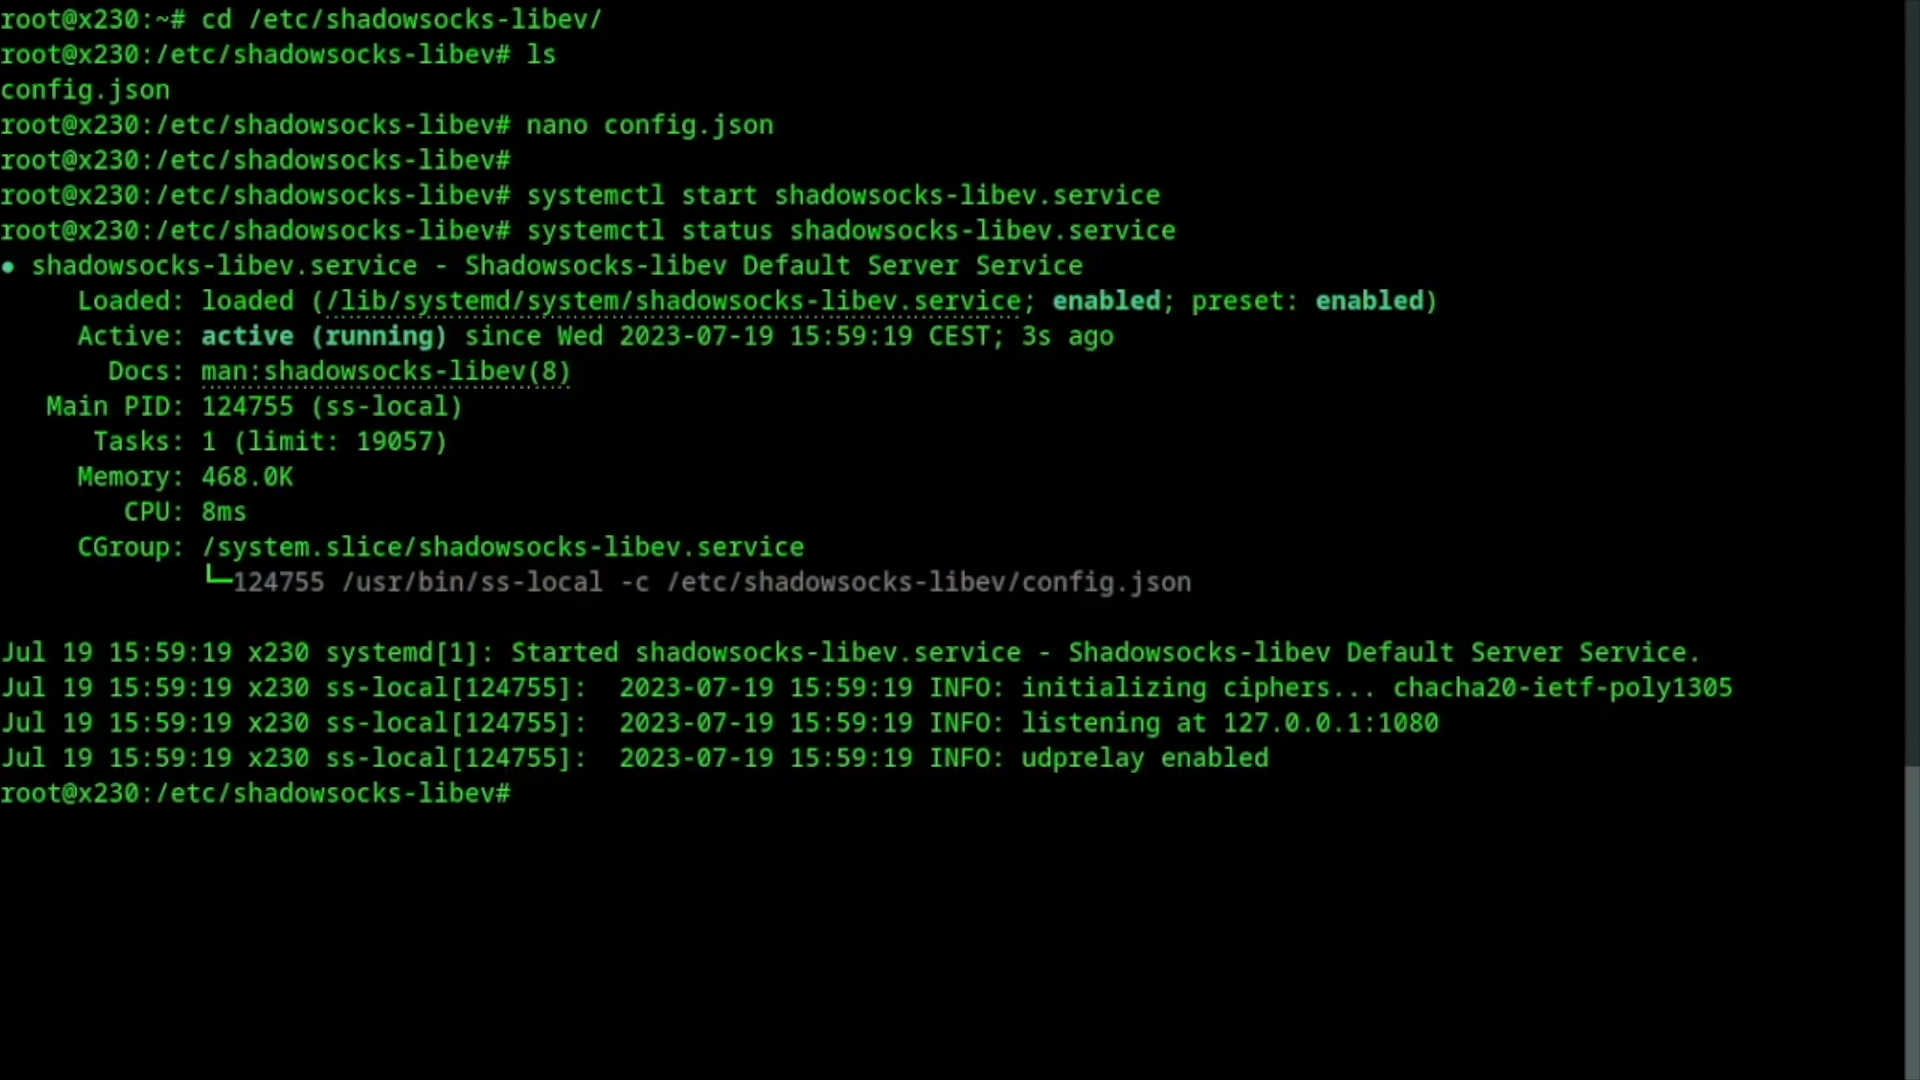 root@x230:~# cd /etc/shadowsocks-libev/
root@x230:/etc/shadowsocks-libev# ls
config.json
root@x230:/etc/shadowsocks-libev# nano config.json
root@x230:/etc/shadowsocks-libev#
root@x230:/etc/shadowsocks-libev# systemctl start shadowsocks-libev.service
root@x230:/etc/shadowsocks-libev# systemctl status shadowsocks-libev.service
● shadowsocks-libev.service - Shadowsocks-libev Default Server Service
     Loaded: loaded (/lib/systemd/system/shadowsocks-libev.service; enabled; preset: enabled)
     Active: active (running) since Wed 2023-07-19 15:59:19 CEST; 3s ago
       Docs: man:shadowsocks-libev(8)
   Main PID: 124755 (ss-local)
      Tasks: 1 (limit: 19057)
     Memory: 468.0K
        CPU: 8ms
     CGroup: /system.slice/shadowsocks-libev.service
             └─124755 /usr/bin/ss-local -c /etc/shadowsocks-libev/config.json
Jul 19 15:59:19 x230 systemd[1]: Started shadowsocks-libev.service - Shadowsocks-libev Default Server Service.
Jul 19 15:59:19 x230 ss-local[124755]:  2023-07-19 15:59:19 INFO: initializing ciphers... chacha20-ietf-poly1305
Jul 19 15:59:19 x230 ss-local[124755]:  2023-07-19 15:59:19 INFO: listening at 127.0.0.1:1080
Jul 19 15:59:19 x230 ss-local[124755]:  2023-07-19 15:59:19 INFO: udprelay enabled
root@x230:/etc/shadowsocks-libev#